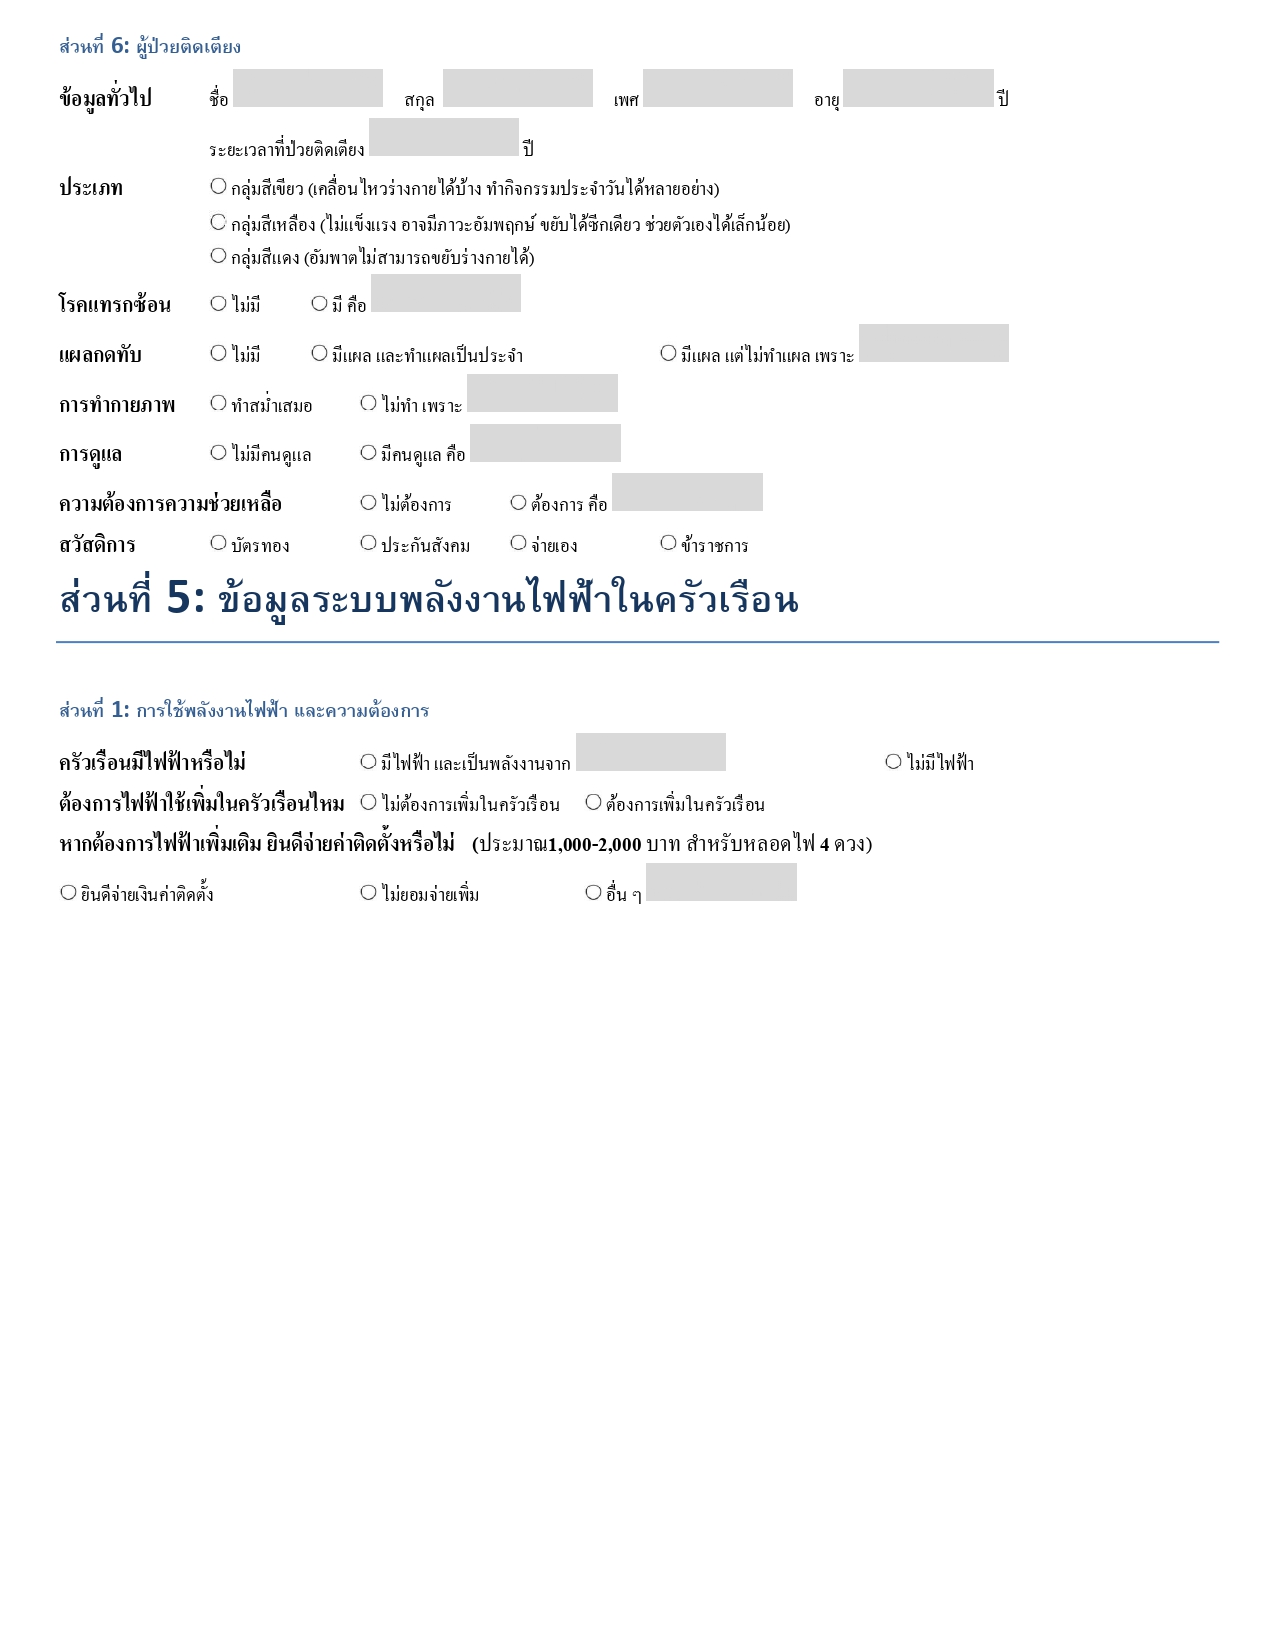 ส่วนที่ 6: ผู้ป่วยติดเตียง
ข้อมูลทั่วไป ชื่อ สกุล เพศ อายุ ปี
ระยะเวลาที่ป่วยติดเตียง ปี
ประเภท กลุ่มสีเขียว (เคลื่อนไหวร่างกายได้บ้าง ทำกิจกรรมประจำวันได้หลายอย่าง)
กลุ่มสีเหลือง (ไม่แข็งแรง อาจมีภาวะอัมพฤกษ์ ขยับได้ซีกเดียว ช่วยตัวเองได้เล็กน้อย)
กลุ่มสีแดง (อัมพาตไม่สามารถขยับร่างกายได้)
โรคแทรกซ้อน ไม่มี มี คือ
แผลกดทับ ไม่มี มีแผล และทำแผลเป็นประจำ มีแผล แต่ไม่ทำแผล เพราะ
การทำกายภาพ ทำสม่ำเสมอ ไม่ทำ เพราะ
การดูแล ไม่มีคนดูแล มีคนดูแล คือ
ความต้องการความช่วยเหลือ ไม่ต้องการ ต้องการ คือ
สวัสดิการ บัตรทอง ประกันสังคม จ่ายเอง ข้าราชการ
ส่วนที่ 5: ข้อมูลระบบพลังงานไฟฟ้าในครัวเรือน
ส่วนที่ 1: การใช้พลังงานไฟฟ้า และความต้องการ
ครัวเรือนมีไฟฟ้าหรือไม่ มีไฟฟ้า และเป็นพลังงานจาก ไม่มีไฟฟ้า
ต้องการไฟฟ้าใช้เพิ่มในครัวเรือนไหม ไม่ต้องการเพิ่มในครัวเรือน ต้องการเพิ่มในครัวเรือน
หากต้องการไฟฟ้าเพิ่มเติม ยินดีจ่ายค่าติดตั้งหรือไม่ (ประมาณ1,000-2,000 บาท สำหรับหลอดไฟ 4 ดวง)
ยินดีจ่ายเงินค่าติดตั้ง ไม่ยอมจ่ายเพิ่ม อื่น ๆ